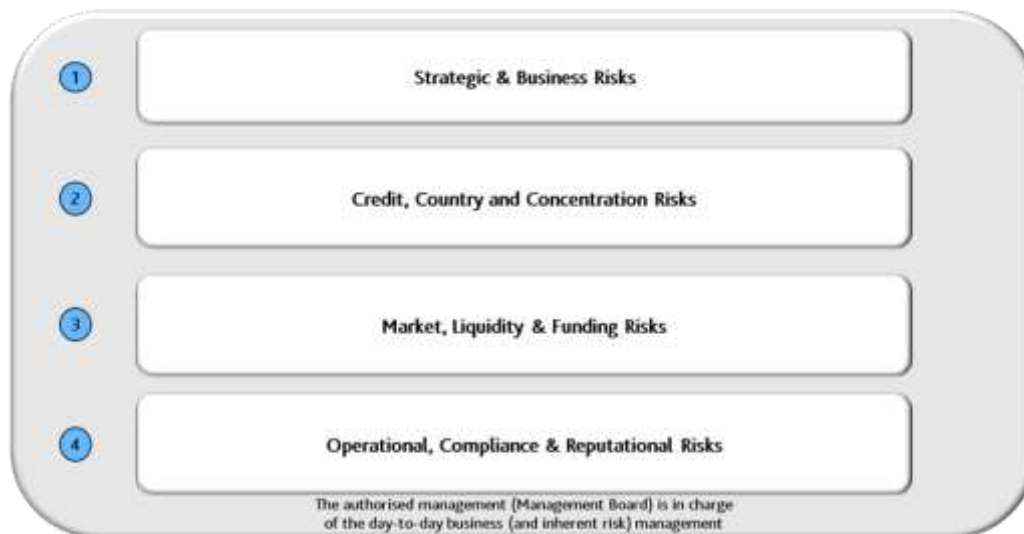 1
Strategic & Business Risks
2
Credit, Country and Concentration Risks
3
Market, Liquidity & Funding Risks
4
Operational, Compliance & Reputational Risks
The authorised management (Management Board) is in charge
of the day-to-day business (and inherent risk) management